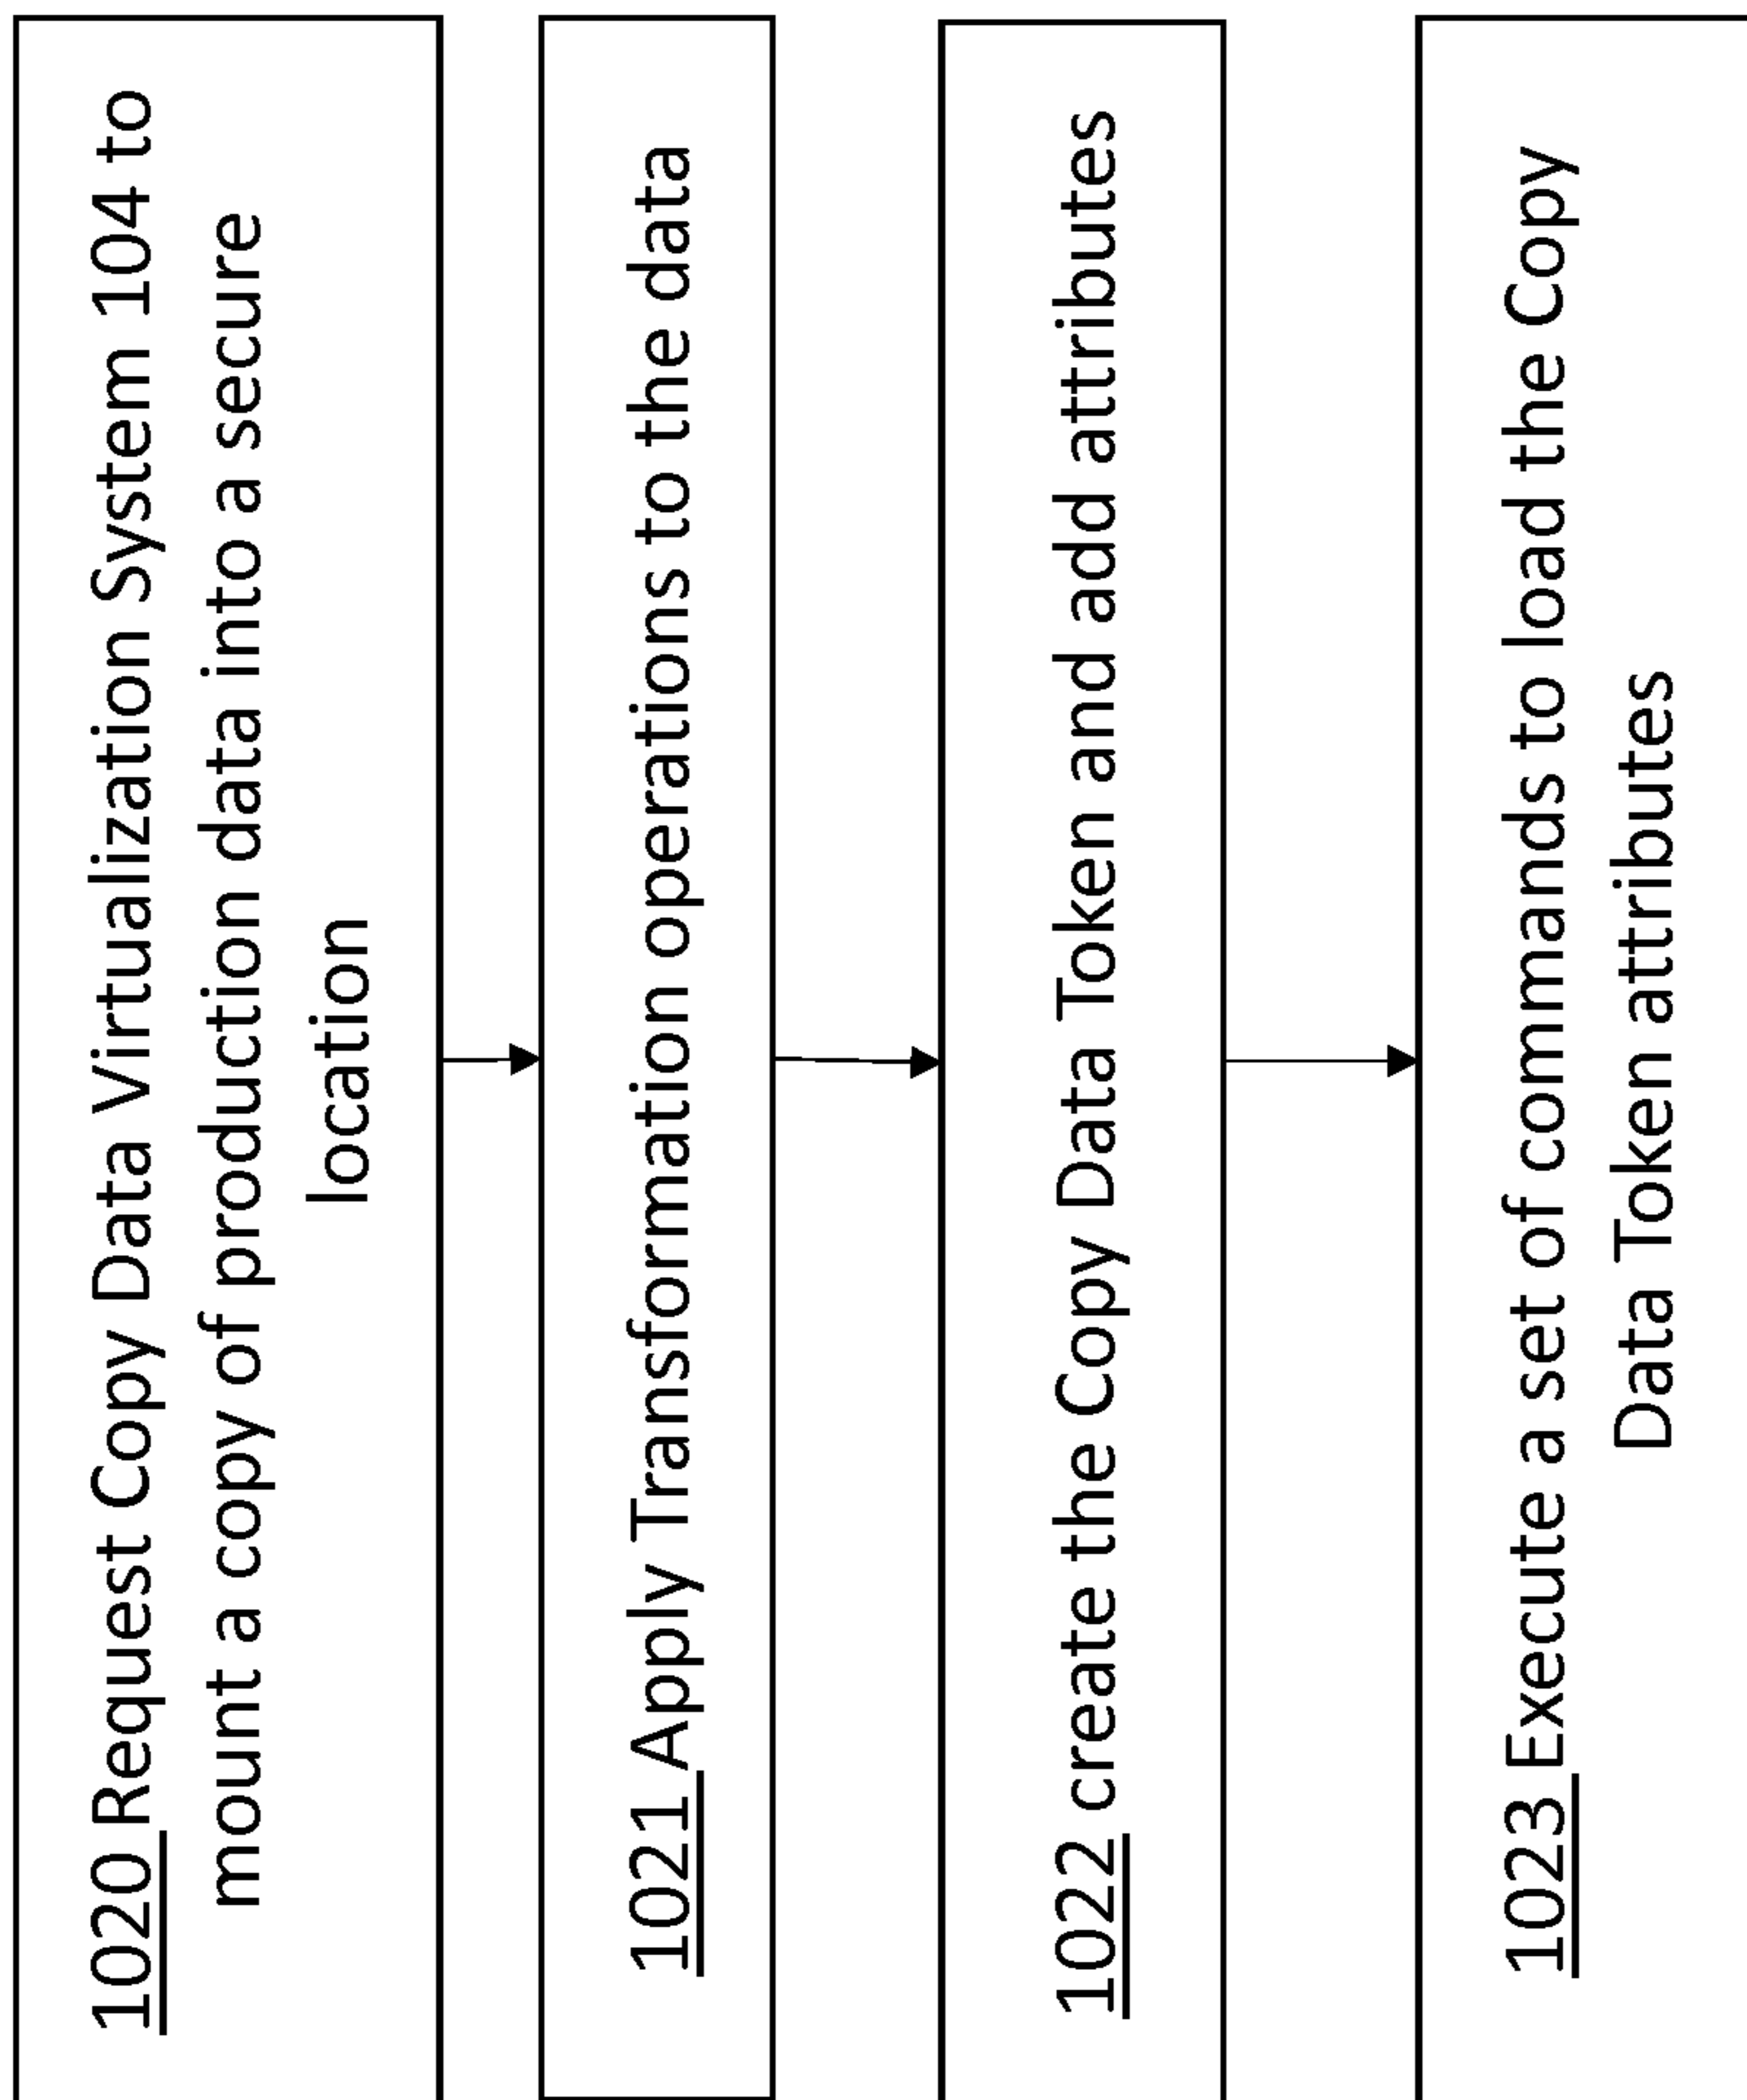 1020 Request Copy Data Virtualization System 104 to
mount a copy of production data into a secure
location
1021 Apply Transformation operations to the data
1022 create the Copy Data Token and add attributes
1023 Execute a set of commands to load the Copy
Data Token attributes